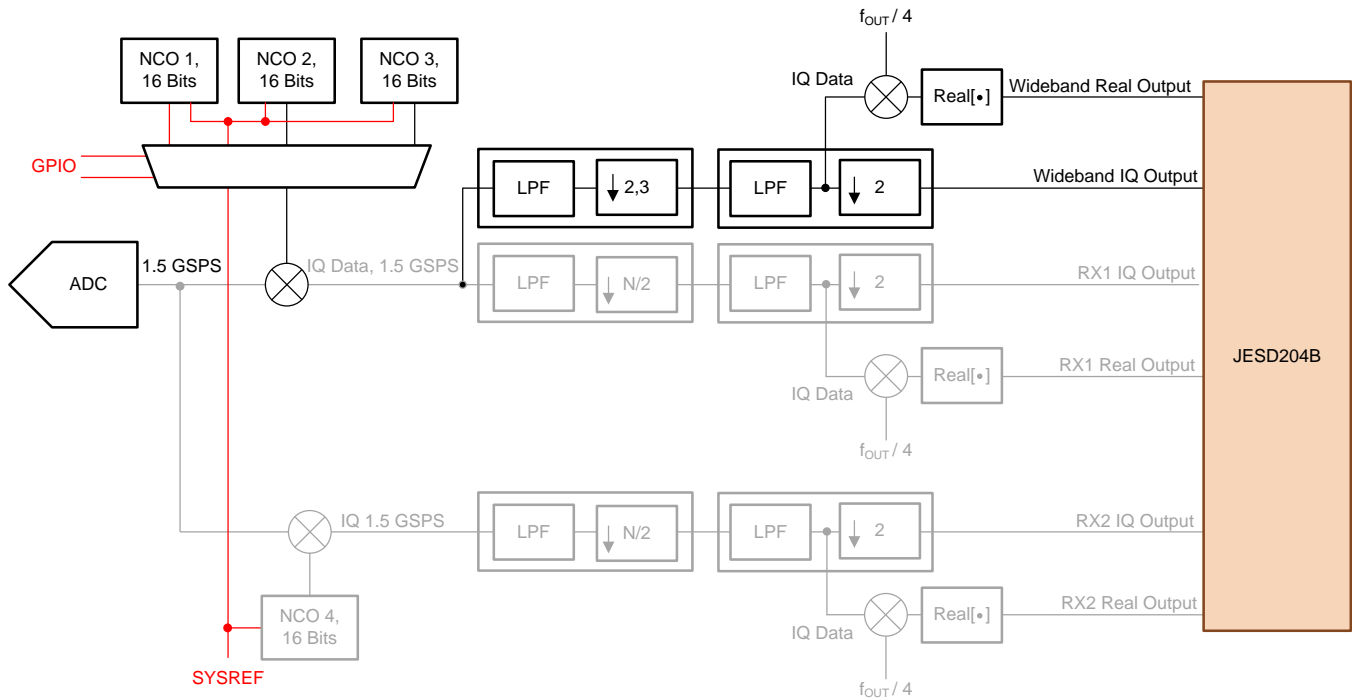 f_OUT / 4
NCO 1,
16 Bits
NCO 2,
16 Bits
NCO 3,
16 Bits
IQ Data
Real[•]
Wideband Real Output
GPIO
LPF
2,3
LPF
2
Wideband IQ Output
ADC
1.5 GSPS
IQ Data, 1.5 GSPS
LPF
N/2
LPF
2
RX1 IQ Output
JESD204B
IQ Data
Real[•]
RX1 Real Output
f_OUT / 4
IQ 1.5 GSPS
LPF
N/2
LPF
2
RX2 IQ Output
NCO 4,
16 Bits
IQ Data
Real[•]
RX2 Real Output
SYSREF
f_OUT / 4